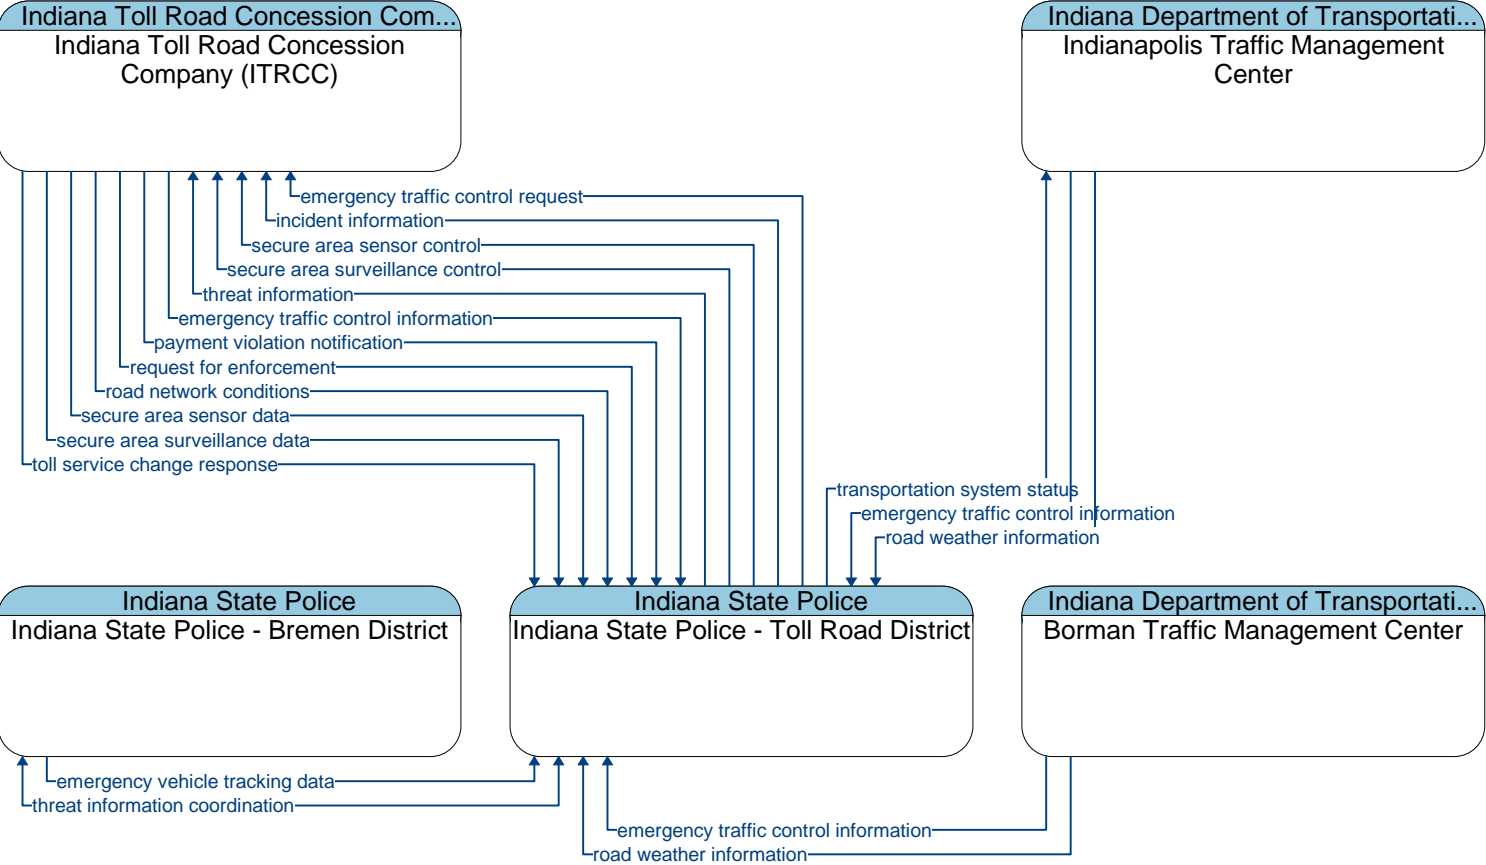 Indiana Toll Road Concession Com...
Indiana Toll Road Concession
Company (ITRCC)
Indiana Department of Transportati...
Indianapolis Traffic Management
Center
emergency traffic control request
incident information
secure area sensor control
secure area surveillance control
threat information
emergency traffic control information
payment violation notification
request for enforcement
road network conditions
secure area sensor data
secure area surveillance data
toll service change response
transportation system status
emergency traffic control information
road weather information
Indiana State Police
Indiana State Police - Bremen District
Indiana State Police
Indiana State Police - Toll Road District
Indiana Department of Transportati...
Borman Traffic Management Center
emergency vehicle tracking data
threat information coordination
emergency traffic control information
road weather information